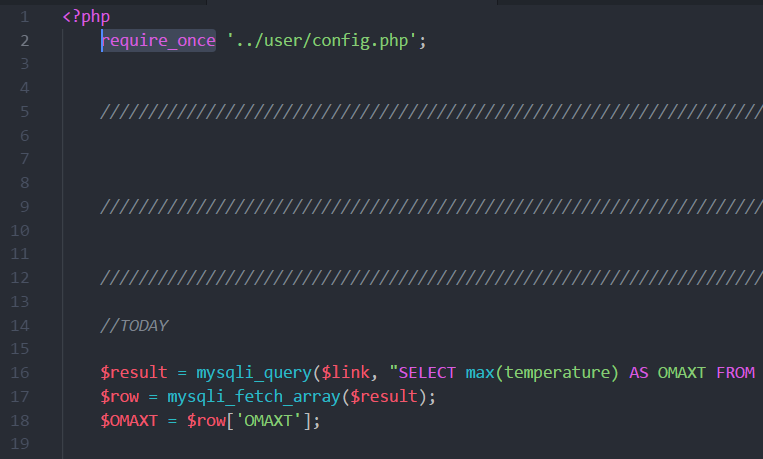 1 <?php
2 require_once '../user/config.php';
3
4
5 /////////////////////////////////////////////////////////////////////
6
7
8
9 /////////////////////////////////////////////////////////////////////
10
11
12 /////////////////////////////////////////////////////////////////////
13
14 //TODAY
15
16 $result = mysqli_query($link, "SELECT max(temperature) AS OMAXT FROM
17 $row = mysqli_fetch_array($result);
18 $OMAXT = $row['OMAXT'];
19